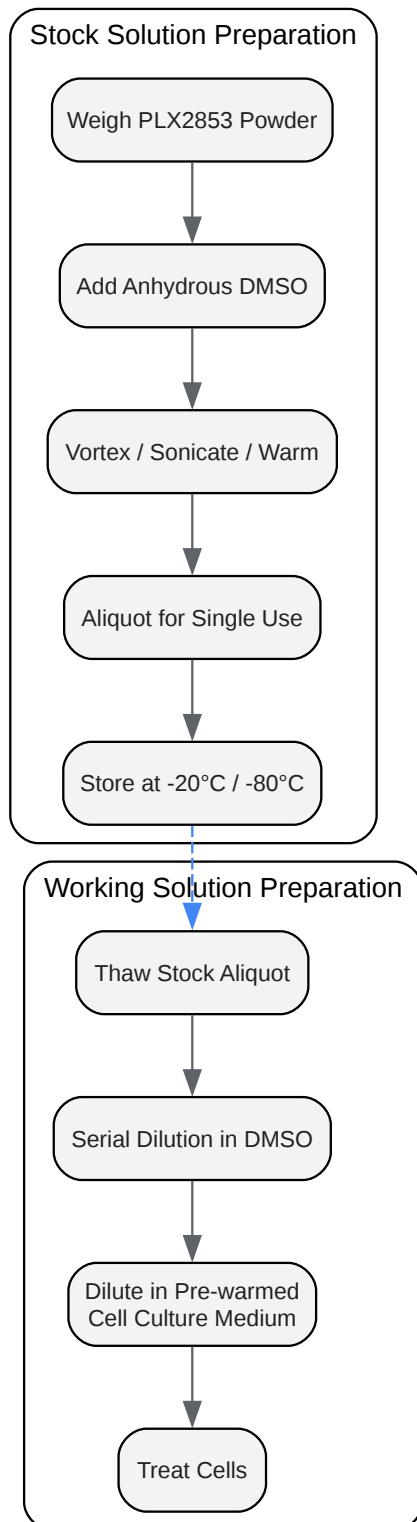 Stock Solution Preparation
Weigh PLX2853 Powder
Add Anhydrous DMSO
Vortex / Sonicate / Warm
Aliquot for Single Use
Store at -20°C / -80°C
Working Solution Preparation
Thaw Stock Aliquot
Serial Dilution in DMSO
Dilute in Pre-warmed
Cell Culture Medium
Treat Cells